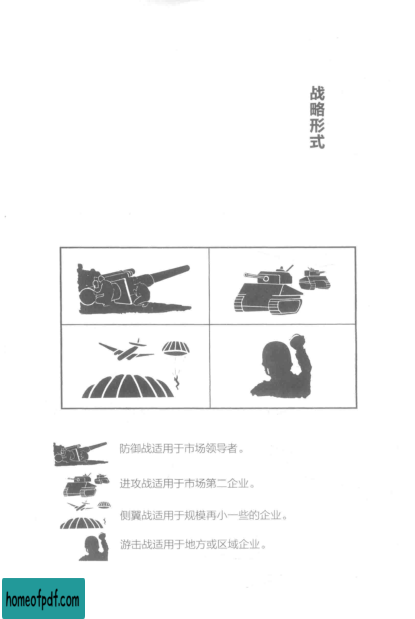 战略形式
防御战适用于市场领导者。
进攻战适用于市场第二企业。
侧翼战适用于规模再小一些的企业。
游击战适用于地方或区域企业。
homeofpdf.com